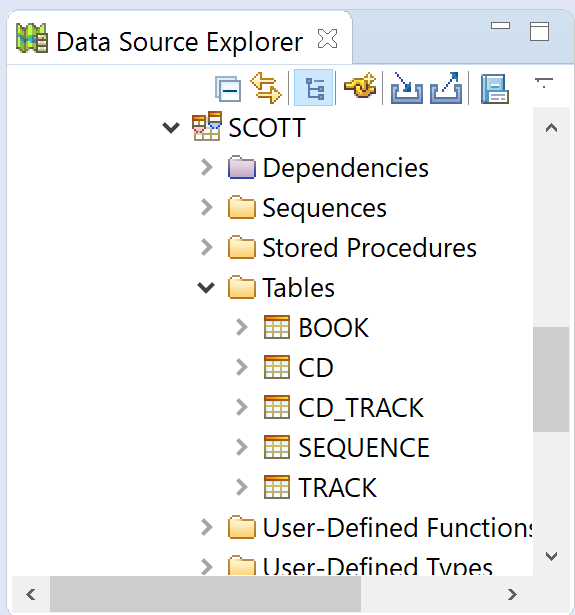 Data Source Explorer
SCOTT
Dependencies
Sequences
Stored Procedures
Tables
BOOK
CD
CD_TRACK
SEQUENCE
TRACK
User-Defined Functions
User-Defined Types